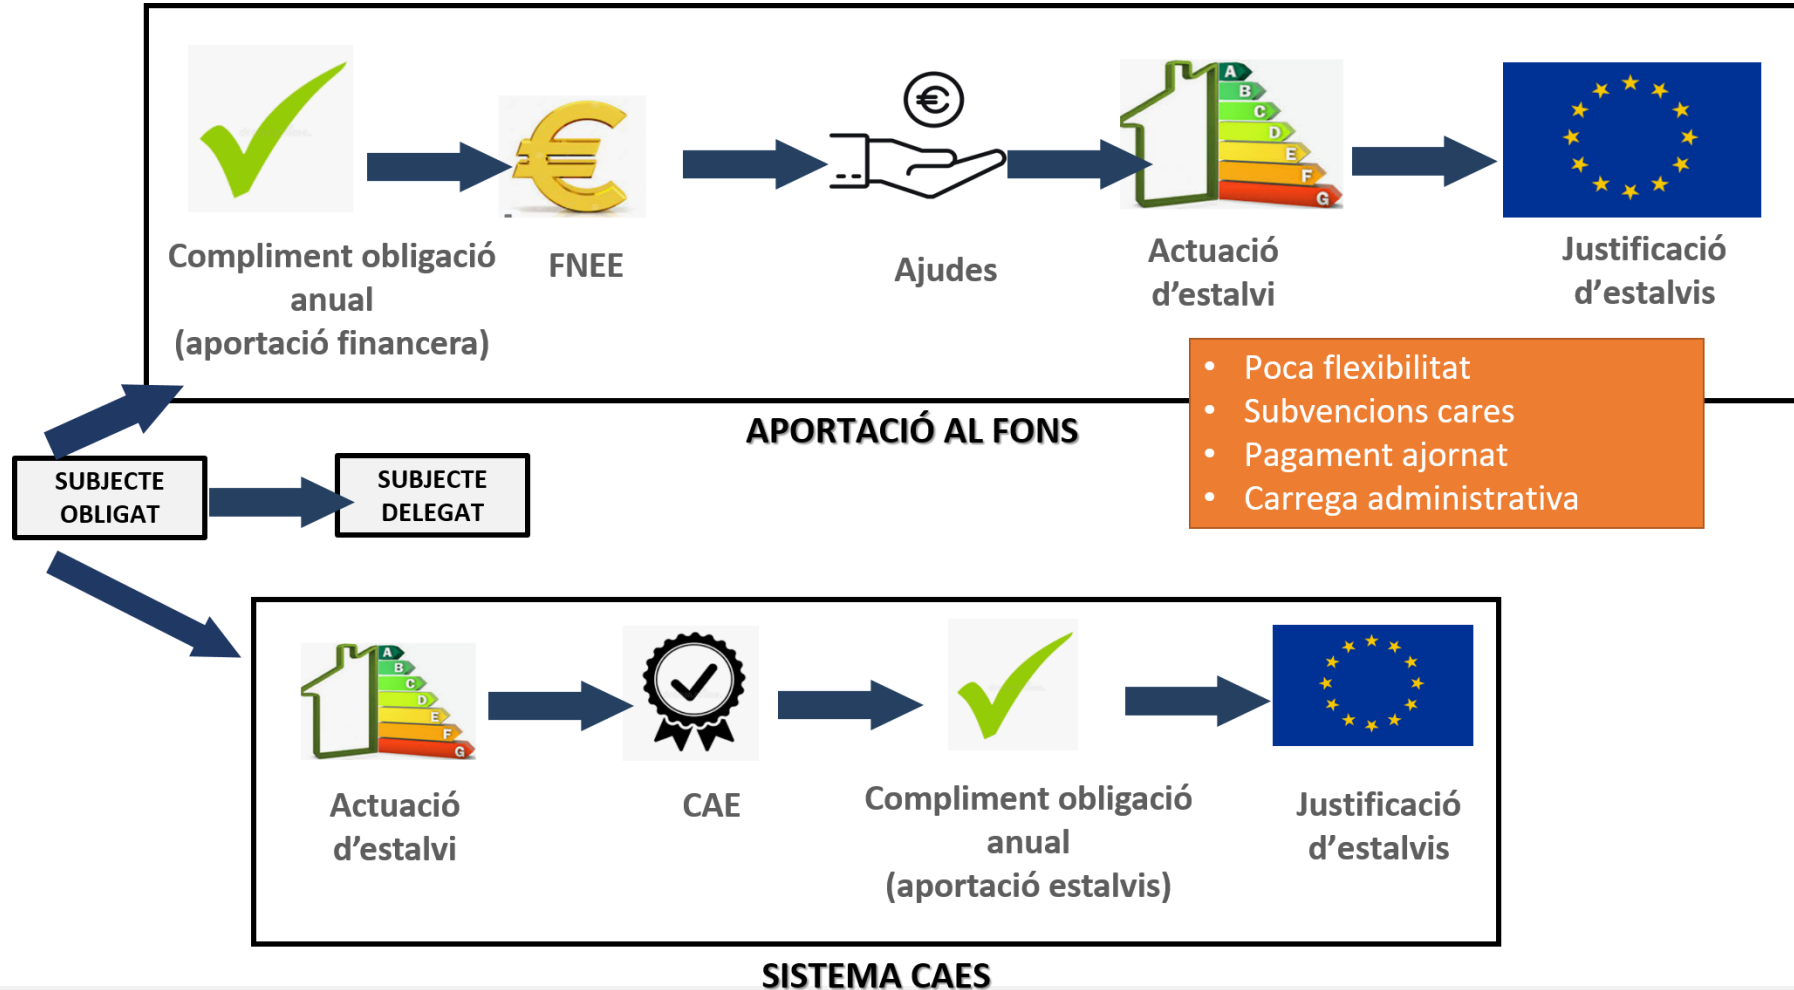 A
B
C
D
E
F
G
Compliment obligació
anual
(aportació financera)
FNEE
Ajudes
Actuació
d'estalvi
Justificació
d'estalvis
• Poca flexibilitat
• Subvencions cares
• Pagament ajornat
• Carrega administrativa
APORTACIÓ AL FONS
SUBJECTE
OBLIGAT
SUBJECTE
DELEGAT
A
B
C
D
E
F
G
Actuació
d'estalvi
CAE
Compliment obligació
anual
(aportació estalvis)
Justificació
d'estalvis
SISTEMA CAES